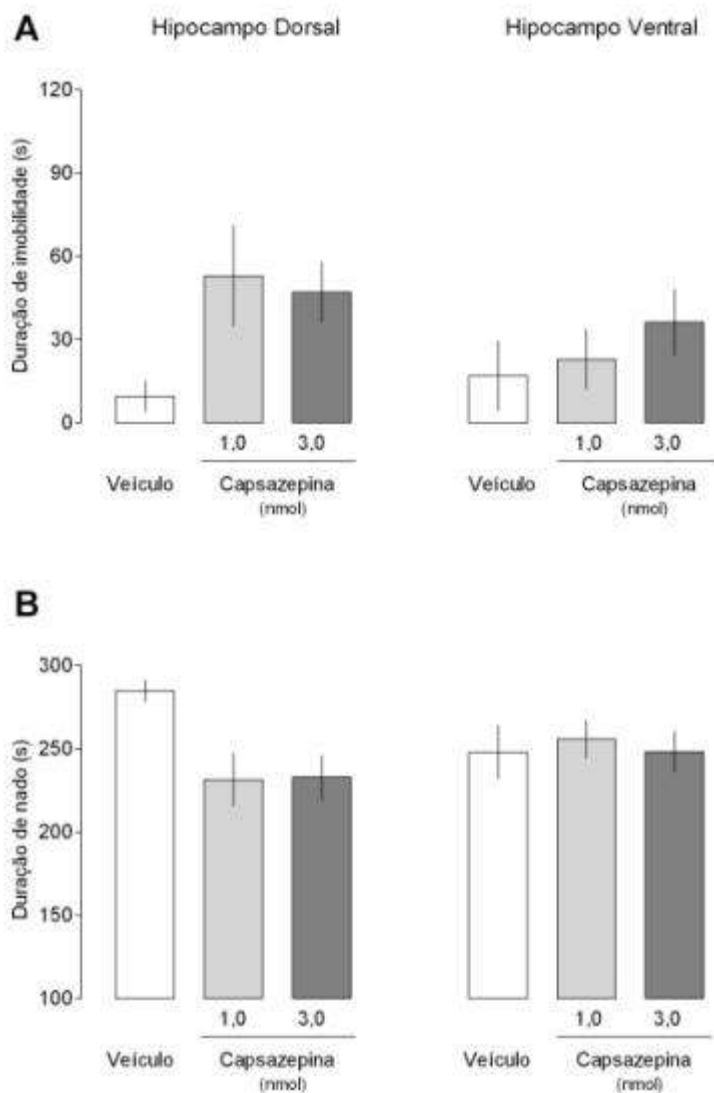 A
Hipocampo Dorsal Hipocampo Ventral
Duração de imobilidade (s)
120
90
60
30
0
1,0 3,0 1,0 3,0
Veículo Capsazepina Veículo Capsazepina
(nmol) (nmol)
B
Duração de nado (s)
300
250
200
150
100
1,0 3,0 1,0 3,0
Veículo Capsazepina Veículo Capsazepina
(nmol) (nmol)